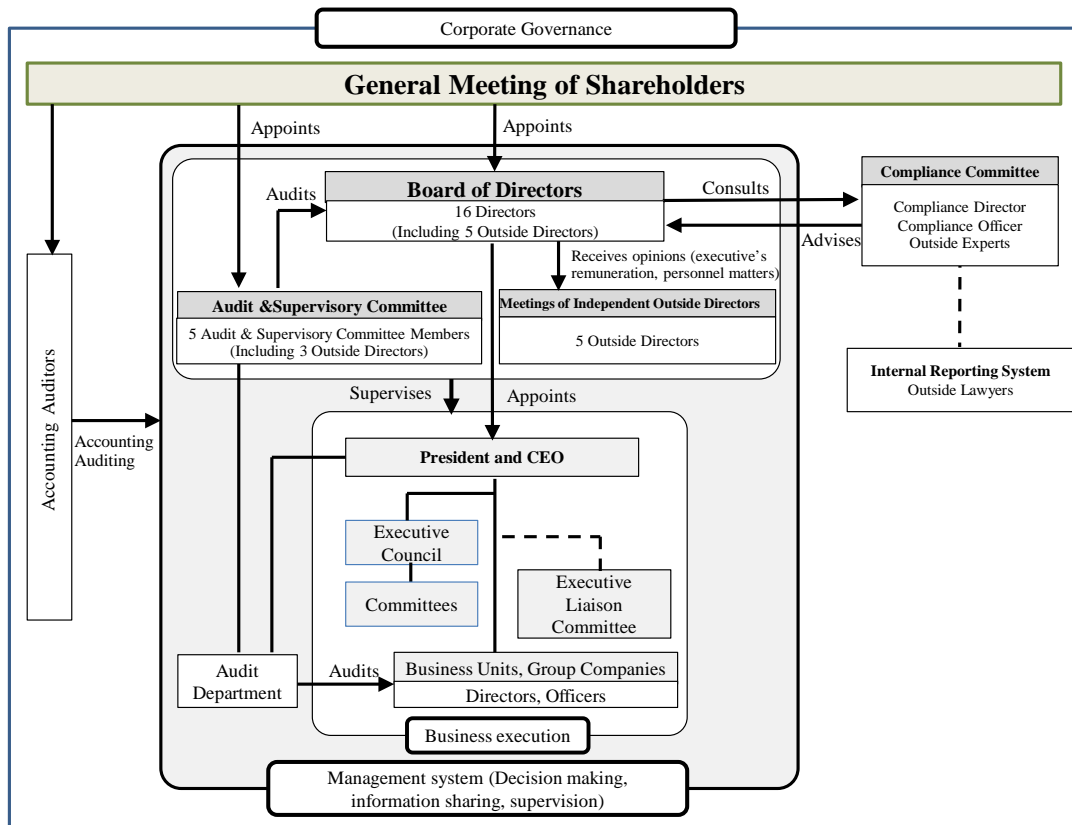 Corporate Governance
General Meeting of Shareholders
Appoints
Appoints
Board of Directors
16 Directors
(Including 5 Outside Directors)
Audits
Consults
Advises
Compliance Committee
Compliance Director
Compliance Officer
Outside Experts
Receives opinions (executive's
remuneration, personnel matters)
Audit &Supervisory Committee
5 Audit & Supervisory Committee Members
(Including 3 Outside Directors)
Meetings of Independent Outside Directors
5 Outside Directors
Internal Reporting System
Outside Lawyers
Accounting Auditors
Accounting
Auditing
Supervises
Appoints
President and CEO
Executive
Council
Committees
Executive
Liaison
Committee
Audit
Department
Audits
Business Units, Group Companies
Directors, Officers
Business execution
Management system (Decision making,
information sharing, supervision)